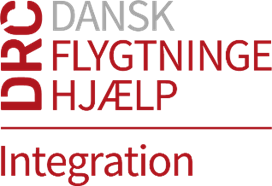 DRC
DANSK
FLYGTNINGE
HJÆLP
Integration